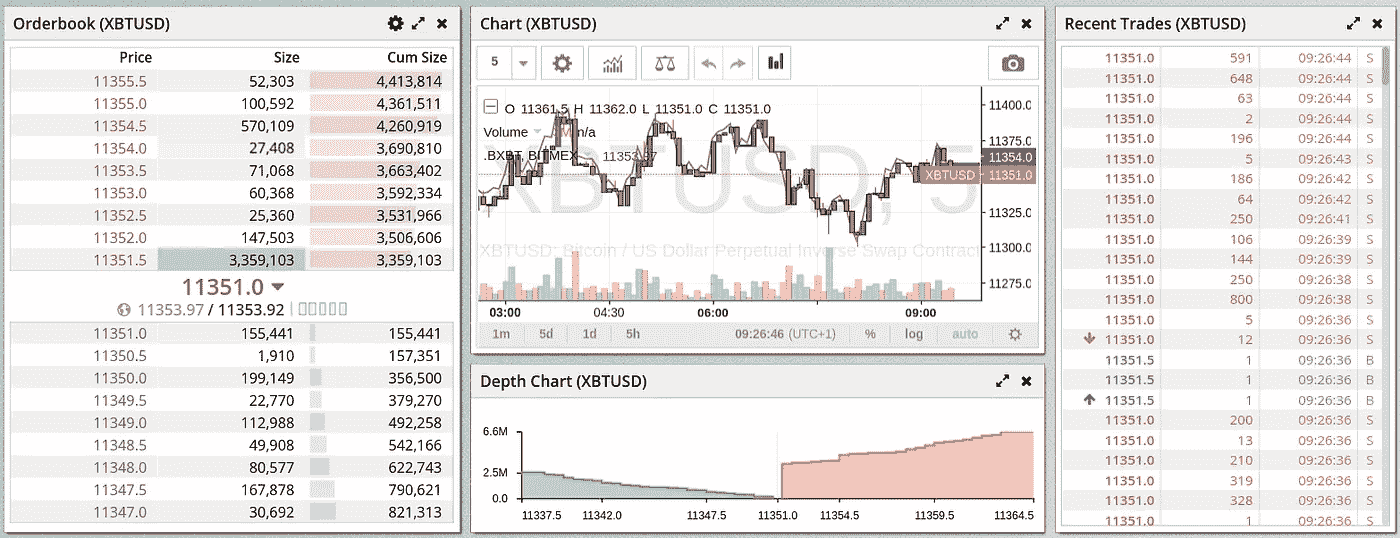 Orderbook (XBTUSD)
Price Size Cum Size
11355.5 52,303 4,413,814
11355.0 100,592 4,361,511
11354.5 570,109 4,260,919
11354.0 27,408 3,690,810
11353.5 71,068 3,663,402
11353.0 60,368 3,592,334
11352.5 25,360 3,531,966
11352.0 147,503 3,506,606
11351.5 3,359,103 3,359,103
11351.0
11353.97 / 11353.92
11351.0 155,441 155,441
11350.5 1,910 157,351
11350.0 199,149 356,500
11349.5 22,770 379,270
11349.0 112,988 492,258
11348.5 49,908 542,166
11348.0 80,577 622,743
11347.5 167,878 790,621
11347.0 30,692 821,313
Chart (XBTUSD)
5
O 11361.5 H 11362.0 L 11351.0 C 11351.0
Volume n/a
.BXBT, BITMEX 11353.97
XBTUSD, 5
XBTUSD: Bitcoin / US Dollar Perpetual Inverse Swap Contract
11400.0
11375.0
11354.0
XBTUSD 11351.0
11325.0
11300.0
11275.0
03:00 04:30 06:00 09:00
1m 5d 1d 5h 09:26:46 (UTC+1) % log auto
Depth Chart (XBTUSD)
6.6M
2.5M
0.0
11337.5 11342.0 11347.5 11351.0 11354.5 11359.5 11364.5
Recent Trades (XBTUSD)
11351.0 591 09:26:44 S
11351.0 648 09:26:44 S
11351.0 63 09:26:44 S
11351.0 2 09:26:44 S
11351.0 196 09:26:44 S
11351.0 5 09:26:43 S
11351.0 186 09:26:42 S
11351.0 64 09:26:42 S
11351.0 250 09:26:41 S
11351.0 106 09:26:39 S
11351.0 144 09:26:39 S
11351.0 250 09:26:38 S
11351.0 800 09:26:38 S
11351.0 5 09:26:36 S
11351.0 12 09:26:36 S
11351.5 1 09:26:36 B
11351.5 1 09:26:36 B
11351.5 1 09:26:36 B
11351.0 200 09:26:36 S
11351.0 13 09:26:36 S
11351.0 210 09:26:36 S
11351.0 319 09:26:36 S
11351.0 328 09:26:36 S
11351.0 1 09:26:36 S